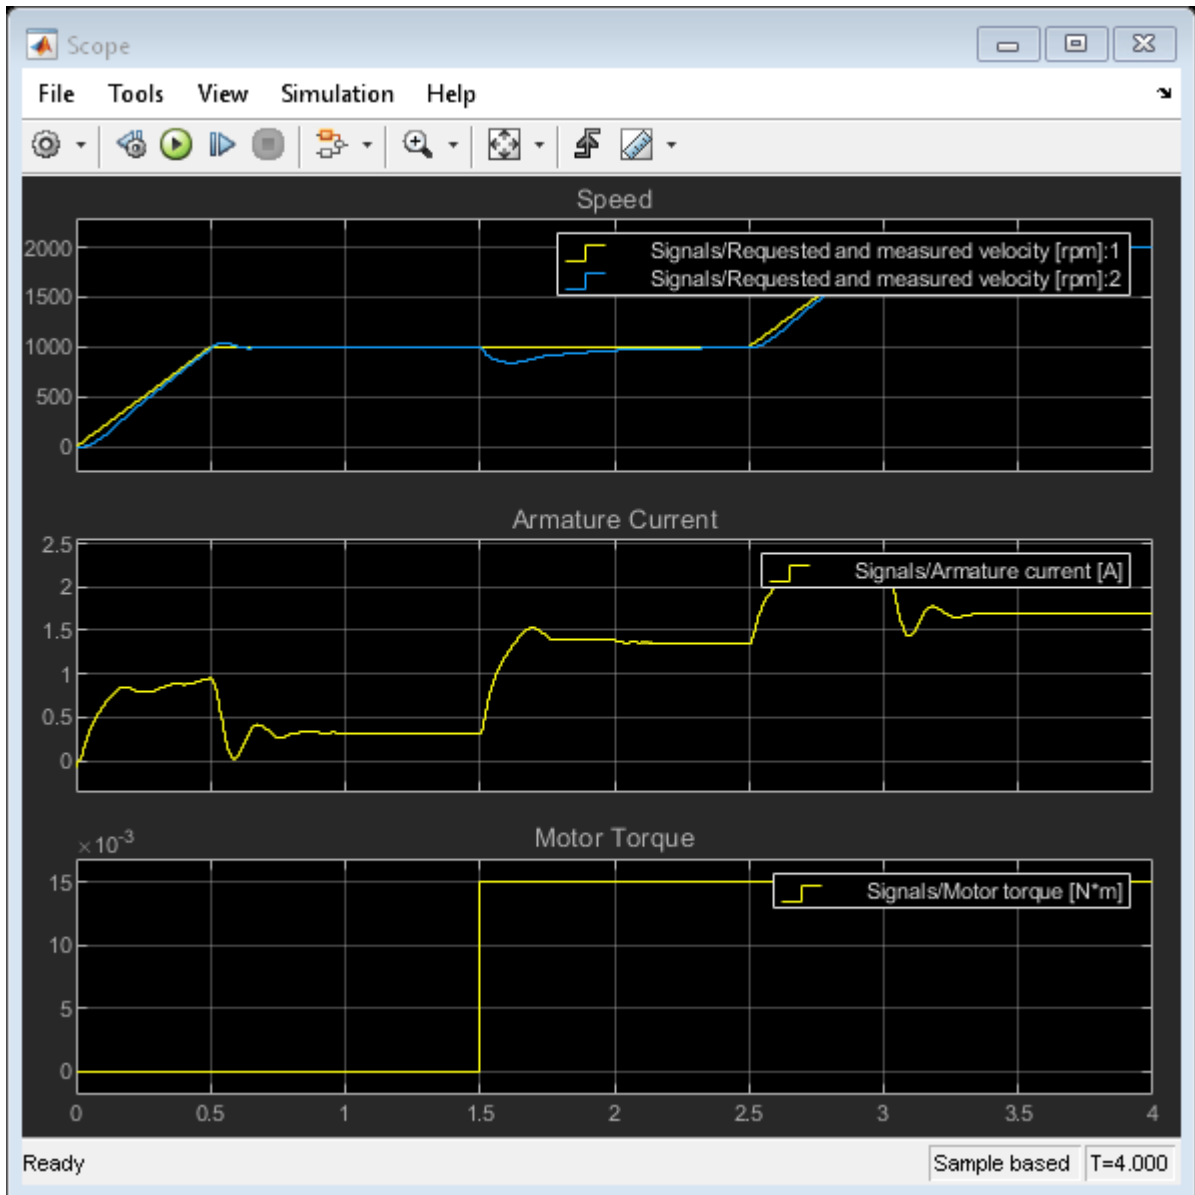 Scope
File Tools View Simulation Help
Speed
2000
1500
1000
500
0
Signals/Requested and measured velocity [rpm]:1
Signals/Requested and measured velocity [rpm]:2
Armature Current
2.5
2
1.5
1
0.5
0
Signals/Armature current [A]
Motor Torque
×10-3
15
10
5
0
Signals/Motor torque [N*m]
0 0.5 1 1.5 2 2.5 3 3.5 4
Ready Sample based T=4.000